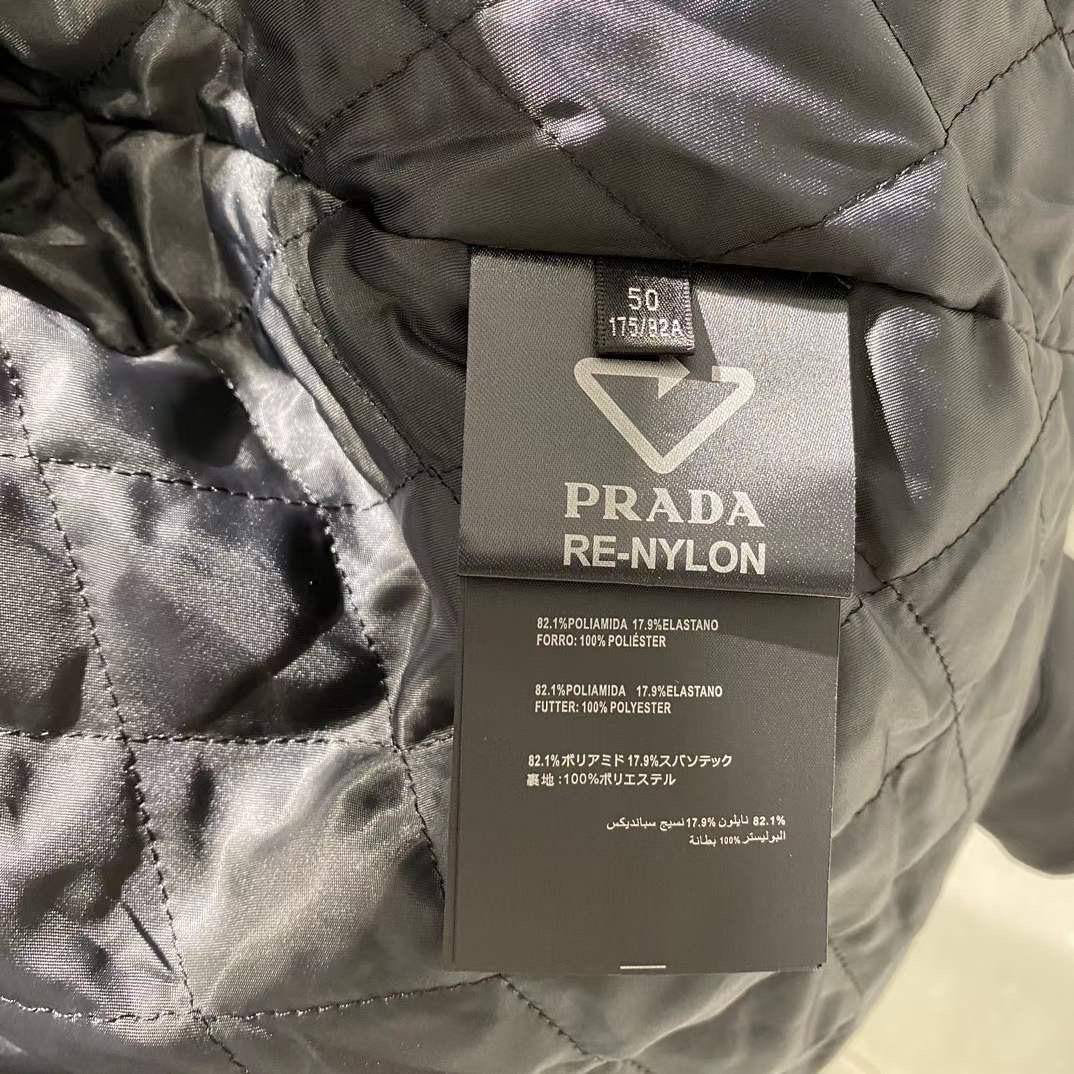 50
175/92A
PRADA
RE-NYLON
82.1%POLIAMIDA 17.9%ELASTANO
FORRO: 100% POLIÉSTER
82.1%POLIAMIDA 17.9%ELASTANO
FUTTER: 100% POLYESTER
82.1%ポリアミド 17.9%スパンテック
裏地:100%ポリエステル
82.1% نايلون 17.9% نسيج سبانديكس
البوليستر 100% بطانة